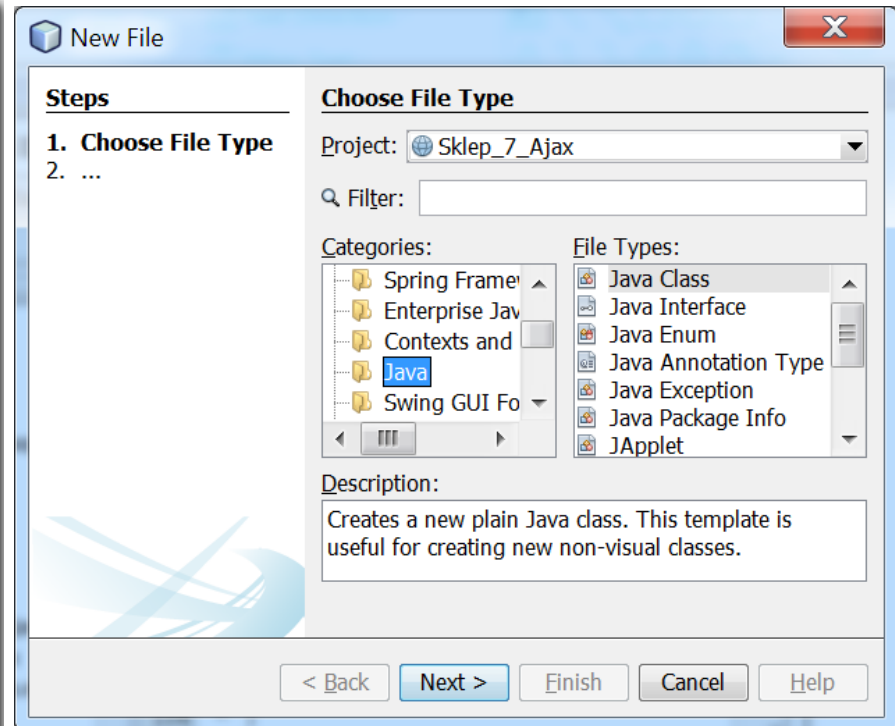 New File
Steps
1. Choose File Type
2. ...
Choose File Type
Project: Sklep_7_Ajax
Filter:
Categories:
Spring Frame
Enterprise Jav
Contexts and
Java
Swing GUI Fo
File Types:
Java Class
Java Interface
Java Enum
Java Annotation Type
Java Exception
Java Package Info
JApplet
Description:
Creates a new plain Java class. This template is
useful for creating new non-visual classes.
< Back Next > Finish Cancel Help